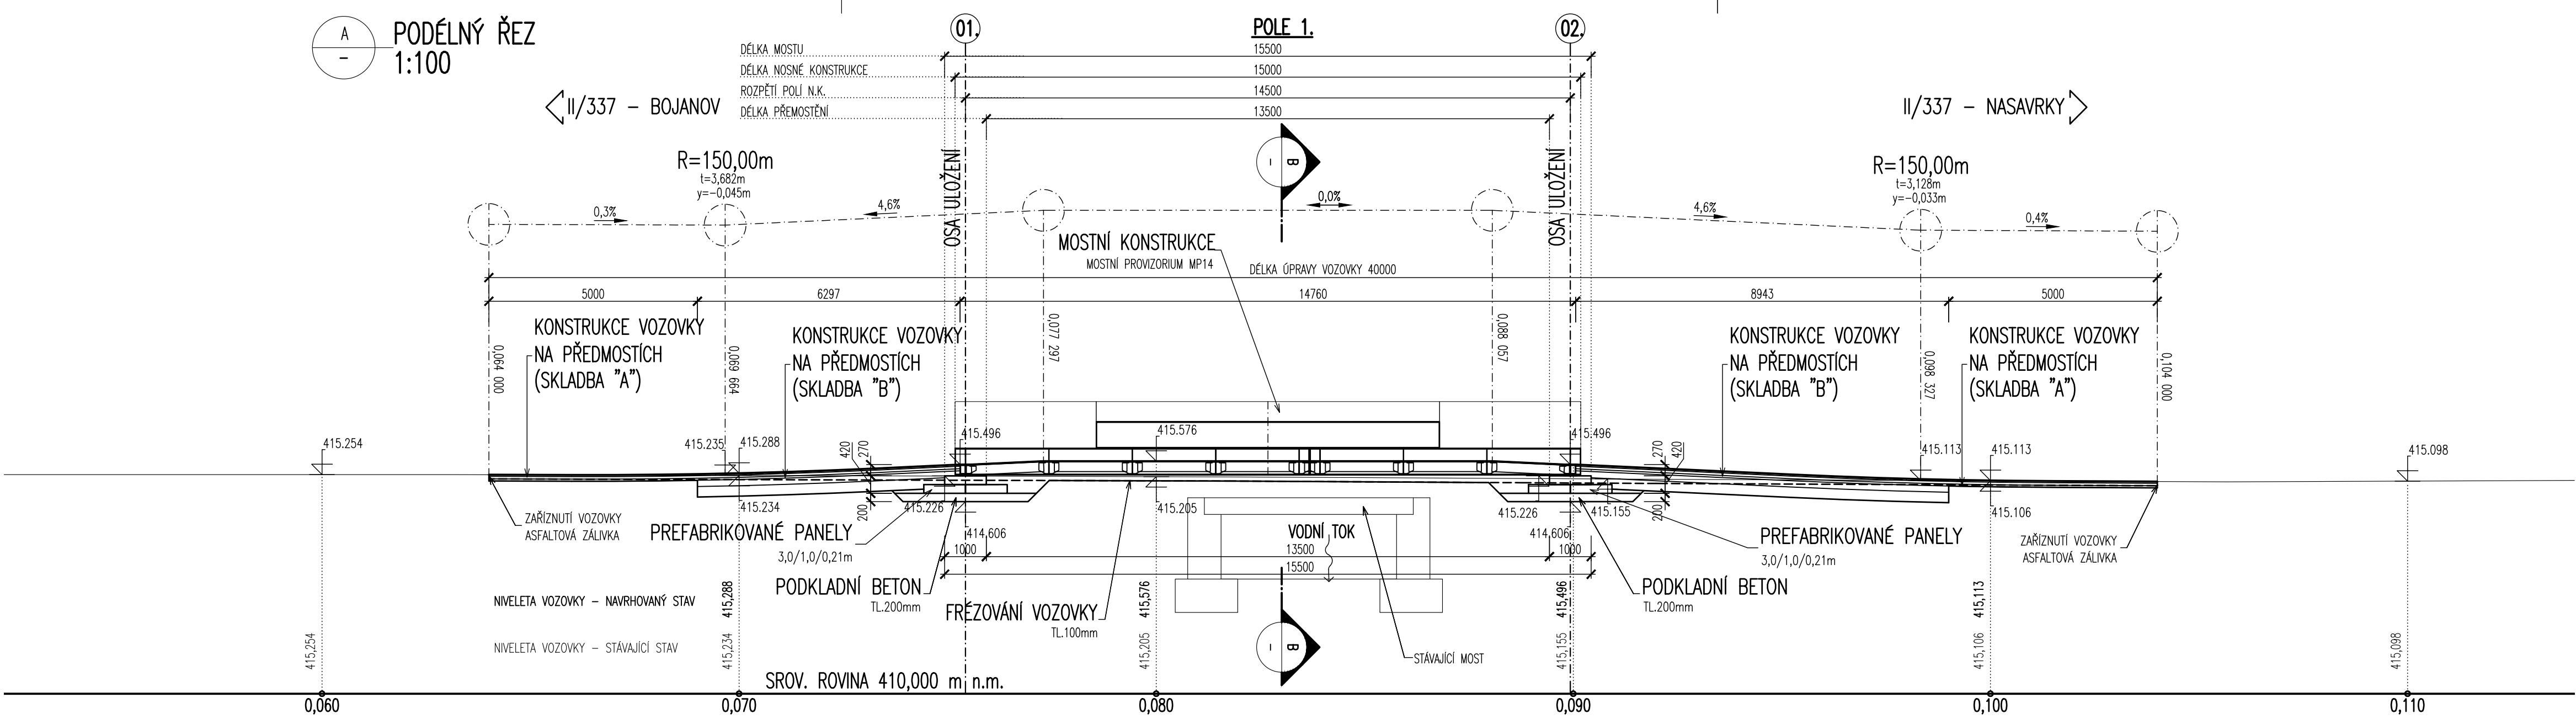 A
–
PODÉLNÝ ŘEZ
1:100
01.
POLE 1.
02.
DÉLKA MOSTU
15500
DÉLKA NOSNÉ KONSTRUKCE
15000
ROZPĚTÍ POLÍ N.K.
14500
DÉLKA PŘEMOSTĚNÍ
13500
II/337 – BOJANOV
II/337 – NASAVRKY
OSA ULOŽENÍ
OSA ULOŽENÍ
– B
R=150,00m
t=3,682m
y=–0,045m
R=150,00m
t=3,128m
y=–0,033m
0,3%
4,6%
0,0%
4,6%
0,4%
MOSTNÍ KONSTRUKCE
MOSTNÍ PROVIZORIUM MP14
DÉLKA ÚPRAVY VOZOVKY 40000
5000
6297
14760
8943
5000
KONSTRUKCE VOZOVKY
NA PŘEDMOSTÍCH
(SKLADBA "A")
KONSTRUKCE VOZOVKY
NA PŘEDMOSTÍCH
(SKLADBA "B")
KONSTRUKCE VOZOVKY
NA PŘEDMOSTÍCH
(SKLADBA "B")
KONSTRUKCE VOZOVKY
NA PŘEDMOSTÍCH
(SKLADBA "A")
0,064 000
0,069 664
0,077 297
0,088 057
0,098 327
0,104 000
415.254
415.235
415.288
420
270
415.496
415.576
415.496
270
420
415.113
415.113
415.098
415.234
200
415.226
415.205
415.226
415.155
200
415.106
414,606
414,606
ZAŘÍZNUTÍ VOZOVKY
ASFALTOVÁ ZÁLIVKA
PREFABRIKOVANÉ PANELY
3,0/1,0/0,21m
1000
13500
1000
15500
VODNÍ TOK
PREFABRIKOVANÉ PANELY
3,0/1,0/0,21m
ZAŘÍZNUTÍ VOZOVKY
ASFALTOVÁ ZÁLIVKA
PODKLADNÍ BETON
TL.200mm
PODKLADNÍ BETON
TL.200mm
FRÉZOVÁNÍ VOZOVKY
TL.100mm
STÁVAJÍCÍ MOST
– B
NIVELETA VOZOVKY – NAVRHOVANÝ STAV
415,288
415,576
415,496
415,113
NIVELETA VOZOVKY – STÁVAJÍCÍ STAV
415,254
415,234
415,205
415,155
415,106
415,098
SROV. ROVINA 410,000 m n.m.
0,060
0,070
0,080
0,090
0,100
0,110